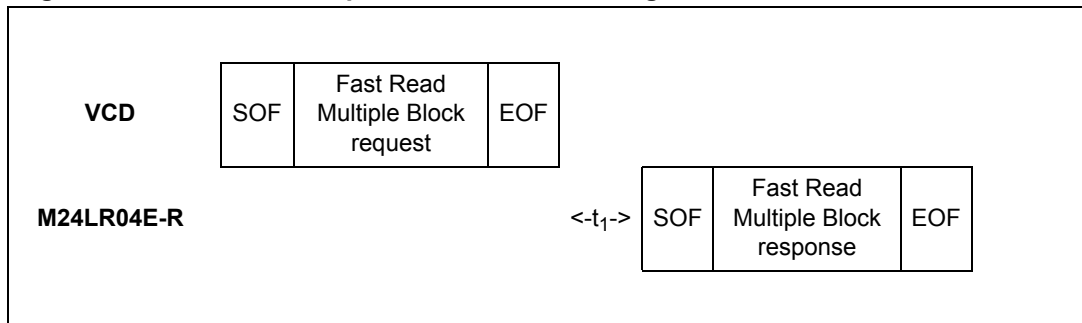 Fast Read
VCD SOF Multiple Block EOF
request
Fast Read
M24LR04E-R <-t1-> SOF Multiple Block EOF
response